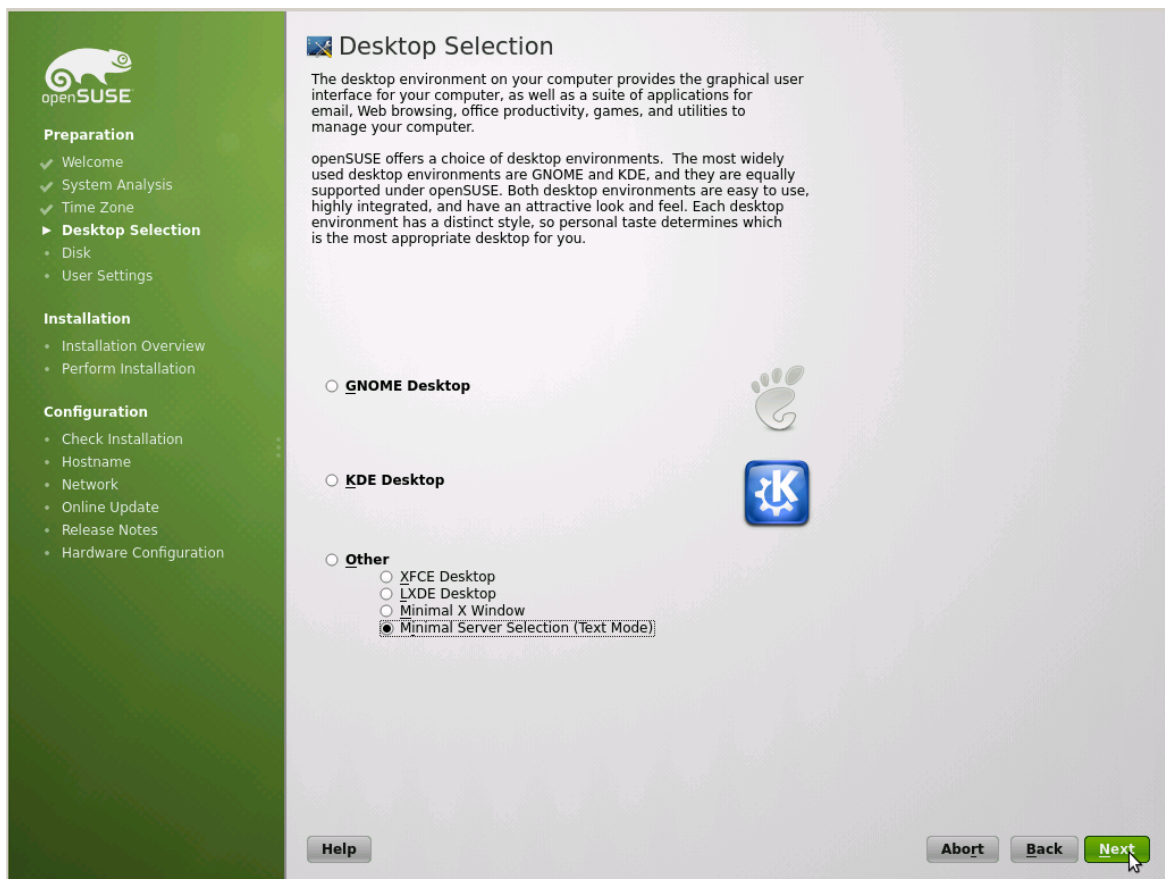 openSUSE
Preparation
Welcome
System Analysis
Time Zone
Desktop Selection
Disk
User Settings
Installation
Installation Overview
Perform Installation
Configuration
Check Installation
Hostname
Network
Online Update
Release Notes
Hardware Configuration
Desktop Selection
The desktop environment on your computer provides the graphical user
interface for your computer, as well as a suite of applications for
email, Web browsing, office productivity, games, and utilities to
manage your computer.
openSUSE offers a choice of desktop environments. The most widely
used desktop environments are GNOME and KDE, and they are equally
supported under openSUSE. Both desktop environments are easy to use,
highly integrated, and have an attractive look and feel. Each desktop
environment has a distinct style, so personal taste determines which
is the most appropriate desktop for you.
GNOME Desktop
KDE Desktop
K
Other
XFCE Desktop
LXDE Desktop
Minimal X Window
Minimal Server Selection (Text Mode)
Help
Abort
Back
Next